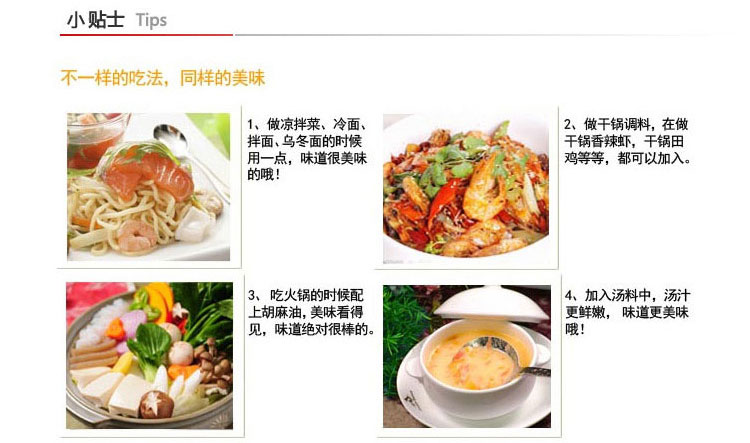 小贴士 Tips
不一样的吃法，同样的美味
1、做凉拌菜、冷面、
拌面、乌冬面的时候
用一点，味道很美味
的哦！
2、做干锅调料，在做
干锅香辣虾，干锅田
鸡等等，都可以加入。
3、 吃火锅的时候配
上胡麻油，美味看得
见，味道绝对很棒的。
4、加入汤料中，汤汁
更鲜嫩， 味道更美味
哦！